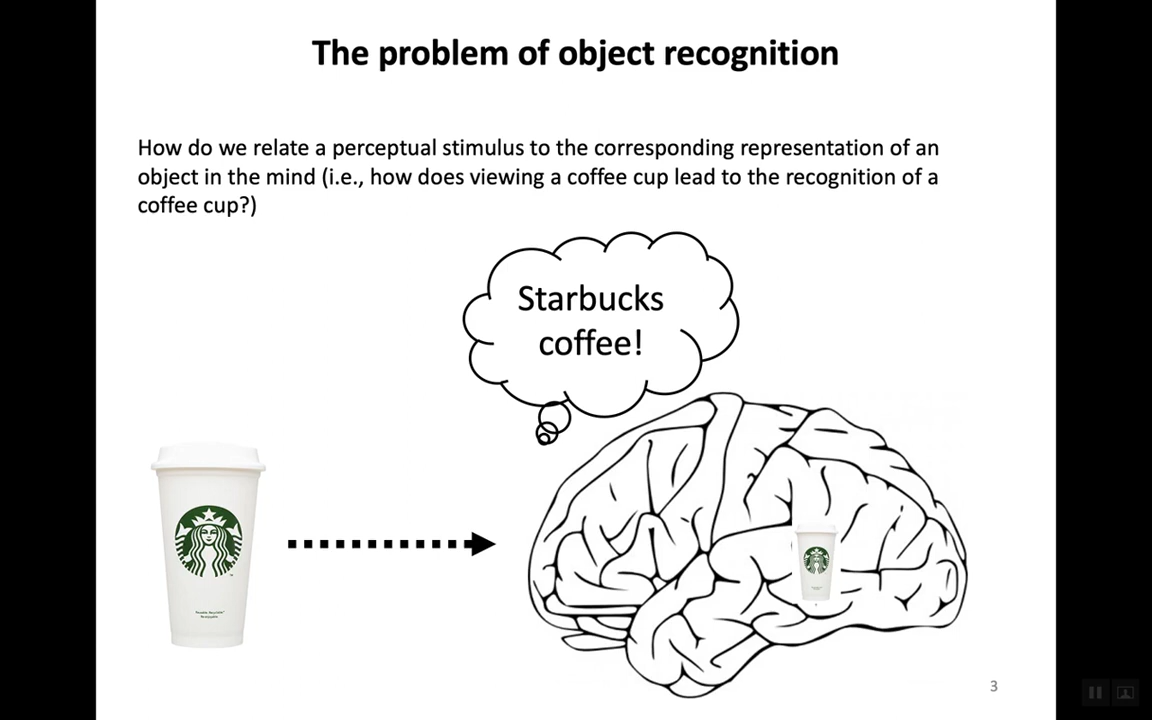 The problem of object recognition
How do we relate a perceptual stimulus to the corresponding representation of an
object in the mind (i.e., how does viewing a coffee cup lead to the recognition of a
coffee cup?)
Starbucks
coffee!
3